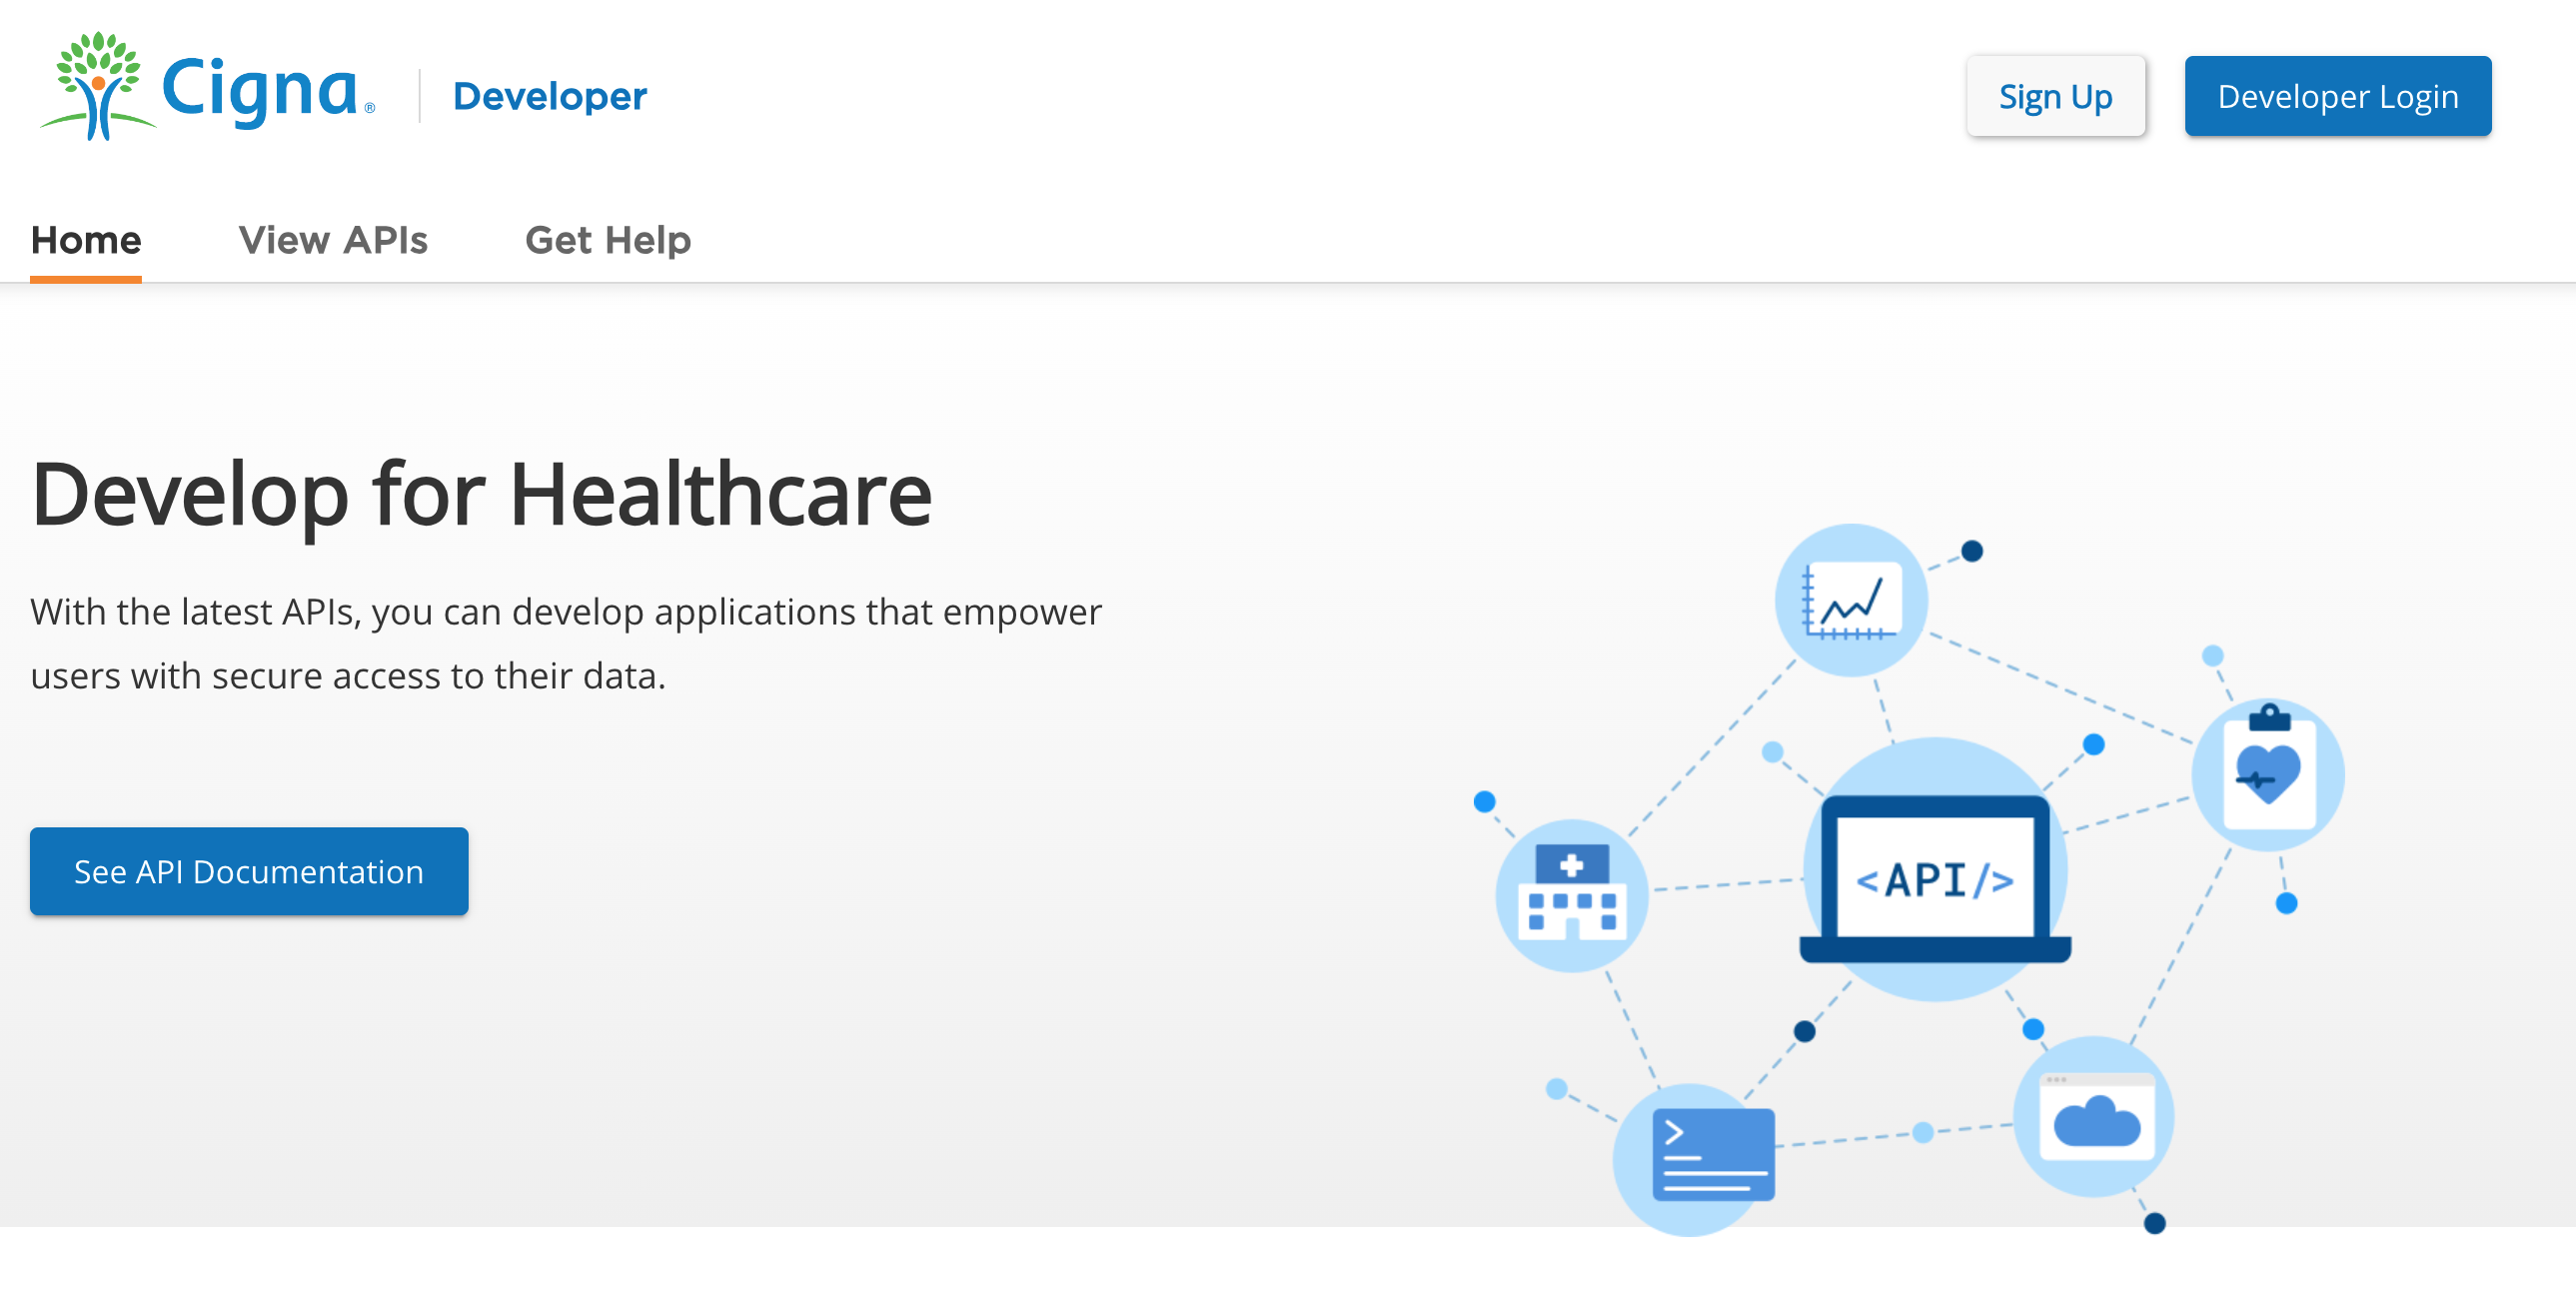 Cigna®
Developer
Sign Up
Developer Login
Home
View APIs
Get Help
Develop for Healthcare
With the latest APIs, you can develop applications that empower
users with secure access to their data.
See API Documentation
<API/>